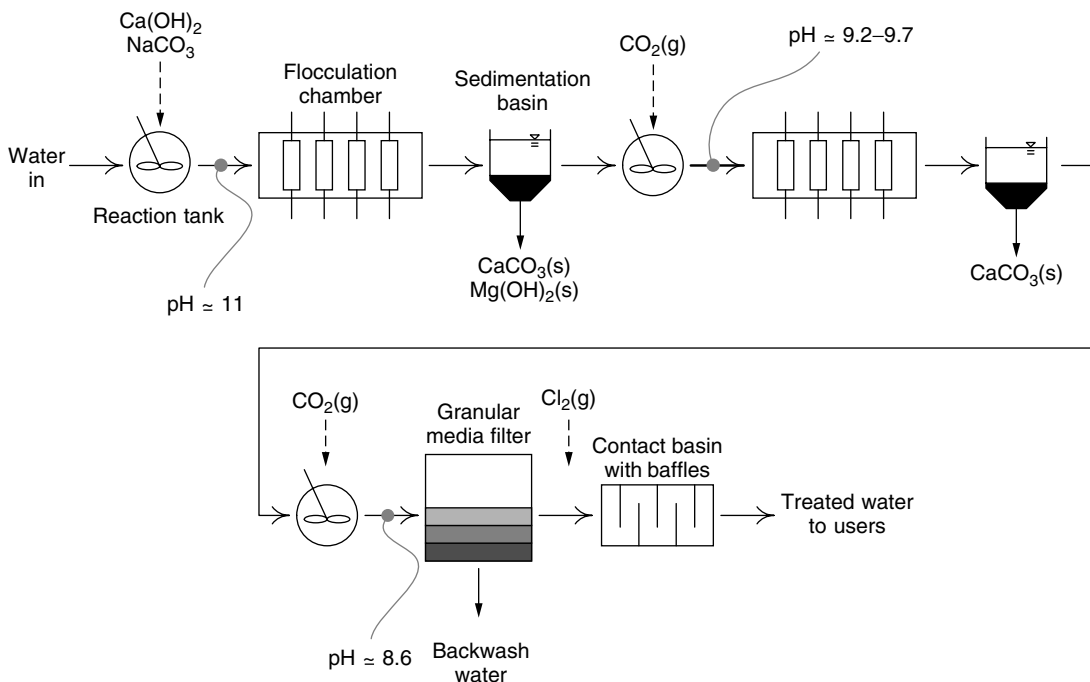 Ca(OH)₂
NaCO₃
CO₂(g)
pH ≃ 9.2–9.7
Flocculation
chamber
Sedimentation
basin
Water
in
Reaction tank
CaCO₃(s)
Mg(OH)₂(s)
CaCO₃(s)
pH ≃ 11
CO₂(g)
Granular
media filter
Cl₂(g)
Contact basin
with baffles
Treated water
to users
pH ≃ 8.6
Backwash
water